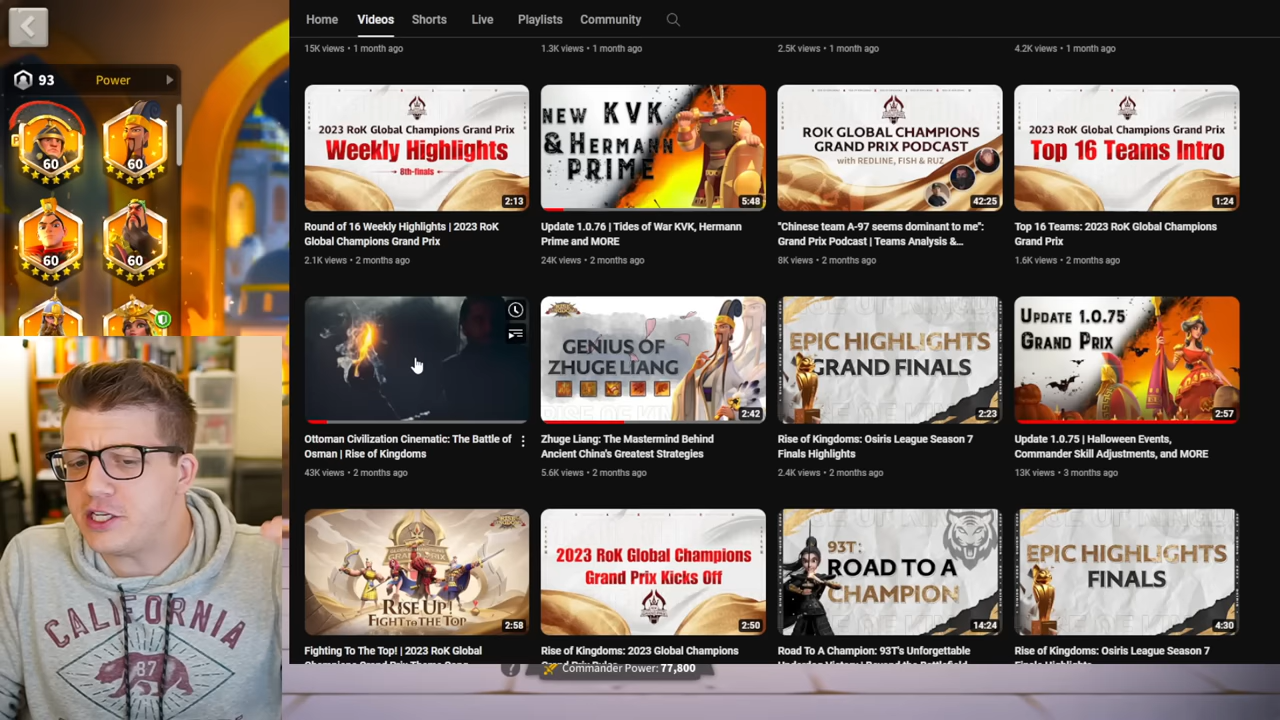 Home Videos Shorts Live Playlists Community
15K views • 1 month ago
1.3K views • 1 month ago
2.5K views • 1 month ago
4.2K views • 1 month ago
93 Power
60
60
60
60
2023 RoK Global Champions Grand Prix
Weekly Highlights
8th-finals
2:13
NEW KVK
& HERMANN
PRIME
5:48
ROK GLOBAL CHAMPIONS
GRAND PRIX PODCAST
with REDLINE, FISH & RUZ
42:25
2023 RoK Global Champions Grand Prix
Top 16 Teams Intro
1:24
Round of 16 Weekly Highlights | 2023 RoK
Global Champions Grand Prix
2.1K views • 2 months ago
Update 1.0.76 | Tides of War KVK, Hermann
Prime and MORE
24K views • 2 months ago
"Chinese team A-97 seems dominant to me":
Grand Prix Podcast | Teams Analysis &...
8K views • 2 months ago
Top 16 Teams: 2023 RoK Global Champions
Grand Prix
1.6K views • 2 months ago
GENIUS OF
ZHUGE LIANG
2:42
EPIC HIGHLIGHTS
GRAND FINALS
2:23
UPDATE 1.0.75
GRAND PRIX
2:57
Ottoman Civilization Cinematic: The Battle of
Osman | Rise of Kingdoms
43K views • 2 months ago
Zhuge Liang: The Mastermind Behind
Ancient China's Greatest Strategies
5.6K views • 2 months ago
Rise of Kingdoms: Osiris League Season 7
Finals Highlights
2.4K views • 2 months ago
Update 1.0.75 | Halloween Events,
Commander Skill Adjustments, and MORE
13K views • 3 months ago
RISE UP!
FIGHT TO THE TOP
2:58
2023 RoK Global Champions
Grand Prix Kicks Off
2:50
93T:
ROAD TO A
CHAMPION
14:24
EPIC HIGHLIGHTS
FINALS
4:30
Fighting To The Top! | 2023 RoK Global
Rise of Kingdoms: 2023 Global Champions
Road To A Champion: 93T's Unforgettable
Rise of Kingdoms: Osiris League Season 7
Commander Power: 77,800
CALIFORNIA
87